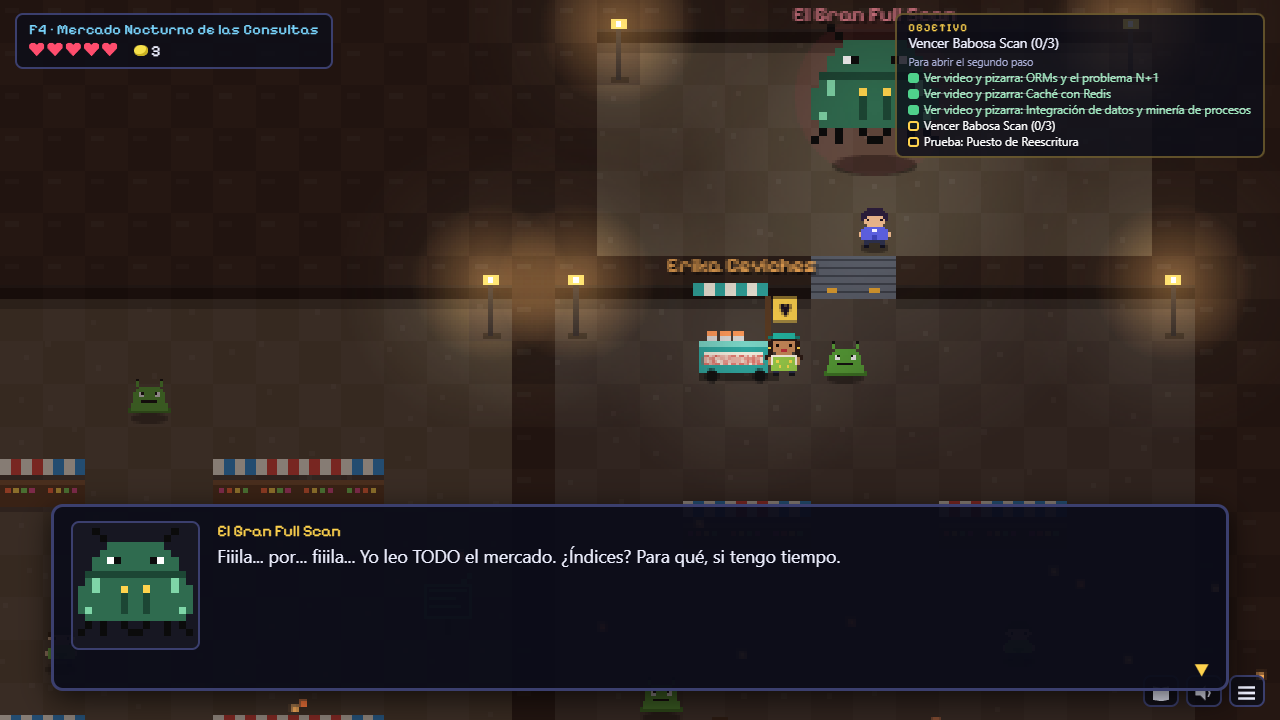 F4 · Mercado Nocturno de las Consultas
3
El Gran Full Scan
OBJETIVO
Vencer Babosa Scan (0/3)
Para abrir el segundo paso
Ver video y pizarra: ORMs y el problema N+1
Ver video y pizarra: Caché con Redis
Ver video y pizarra: Integración de datos y minería de procesos
Vencer Babosa Scan (0/3)
Prueba: Puesto de Reescritura
Erika Ceviches
El Gran Full Scan
Fiiila... por... fiiila... Yo leo TODO el mercado. ¿Índices? Para qué, si tengo tiempo.